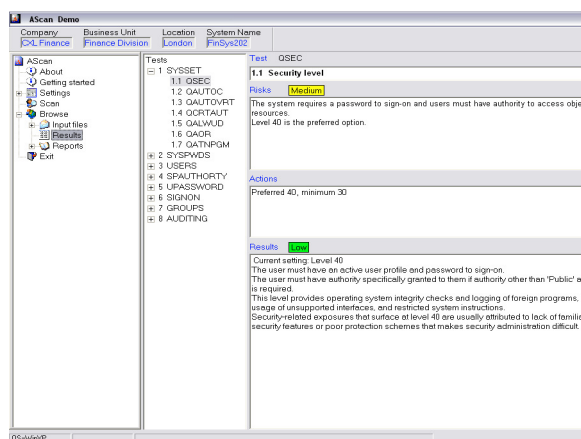 AScan Demo
Company Business Unit Location System Name
CXL Finance Finance Division London FinSys202
AScan
About
Getting started
Settings
Scan
Browse
Input files
Results
Reports
Exit
Tests
1 SYSSET
1.1 QSEC
1.2 QAUTOC
1.3 QAUTOVRT
1.4 QCRTAUT
1.5 QALWUD
1.6 QAOR
1.7 QATNPGM
2 SYSPWDS
3 USERS
4 SPAUTHORTY
5 UPASSWORD
6 SIGNON
7 GROUPS
8 AUDITING
Test QSEC
1.1 Security level
Risks Medium
The system requires a password to sign-on and users must have authority to access obje
resources.
Level 40 is the preferred option.
Actions
Preferred 40, minimum 30
Results Low
Current setting: Level 40
The user must have an active user profile and password to sign-on.
The user must have authority specifically granted to them if authority other than 'Public' a
is required.
This level provides operating system integrity checks and logging of foreign programs,
usage of unsupported interfaces, and restricted system instructions.
Security-related exposures that surface at level 40 are usually attributed to lack of familia
security features or poor protection schemes that makes security administration difficult.
OS=WinXP